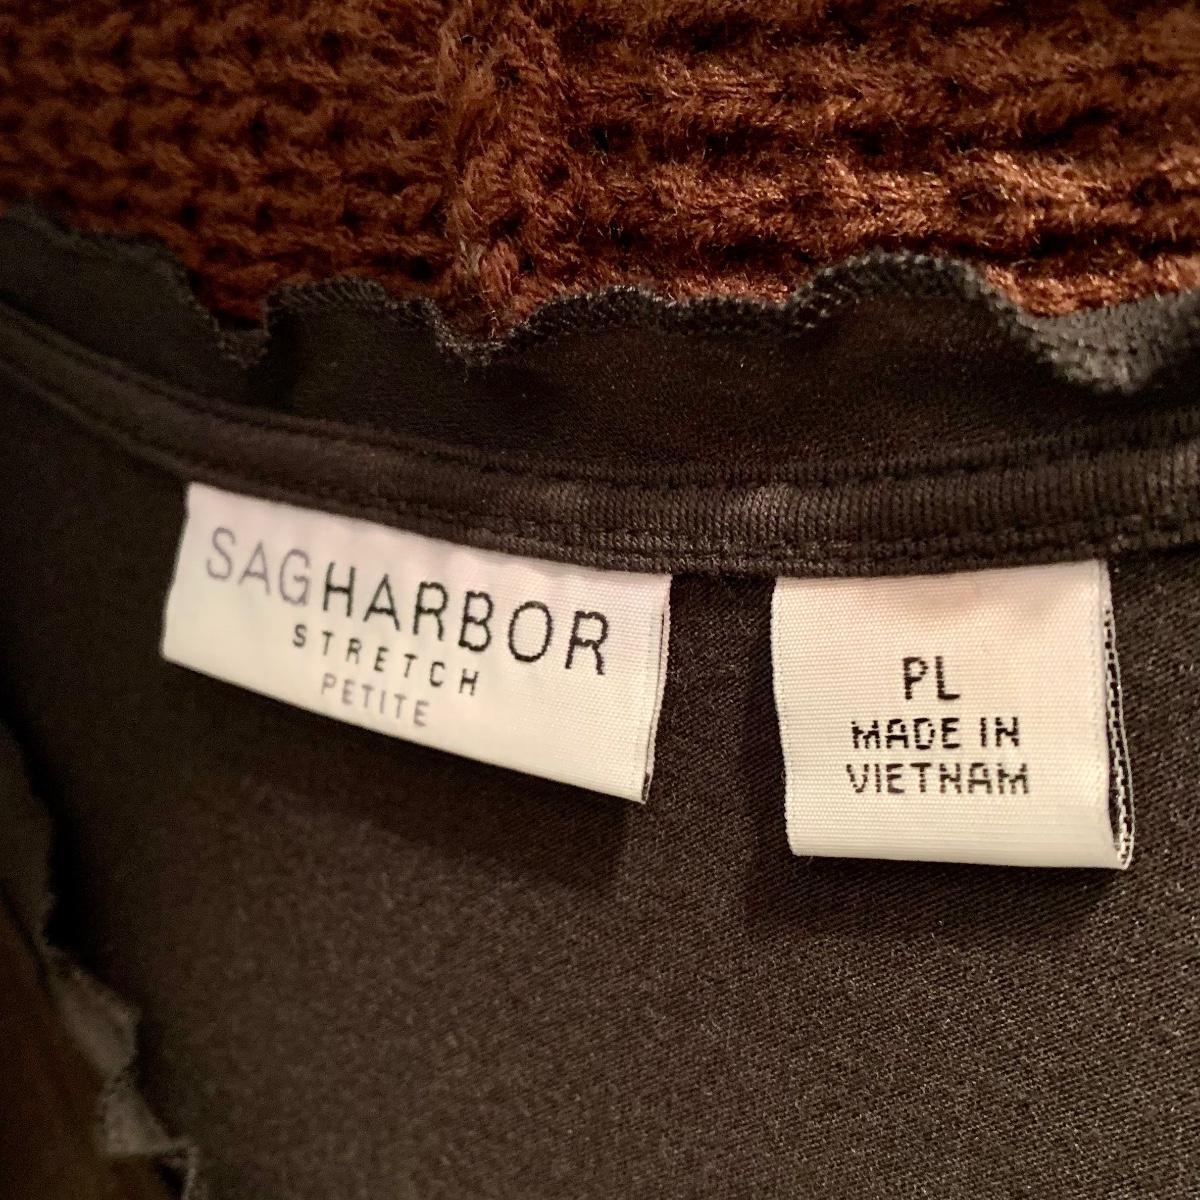 SAGHARBOR
STRETCH
PETITE
PL
MADE IN
VIETNAM